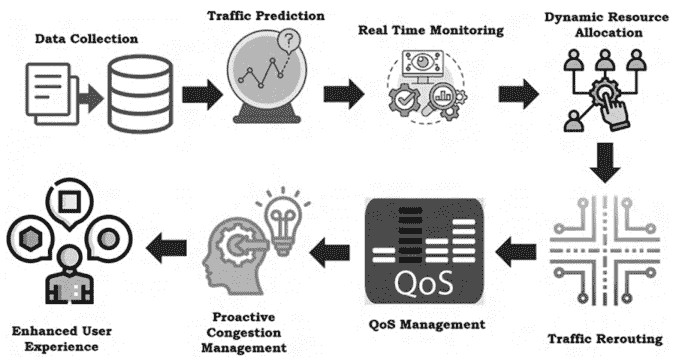 Data Collection
Traffic Prediction
?
Real Time Monitoring
Dynamic Resource
Allocation
Enhanced User
Experience
Proactive
Congestion
Management
QoS
QoS Management
Traffic Rerouting